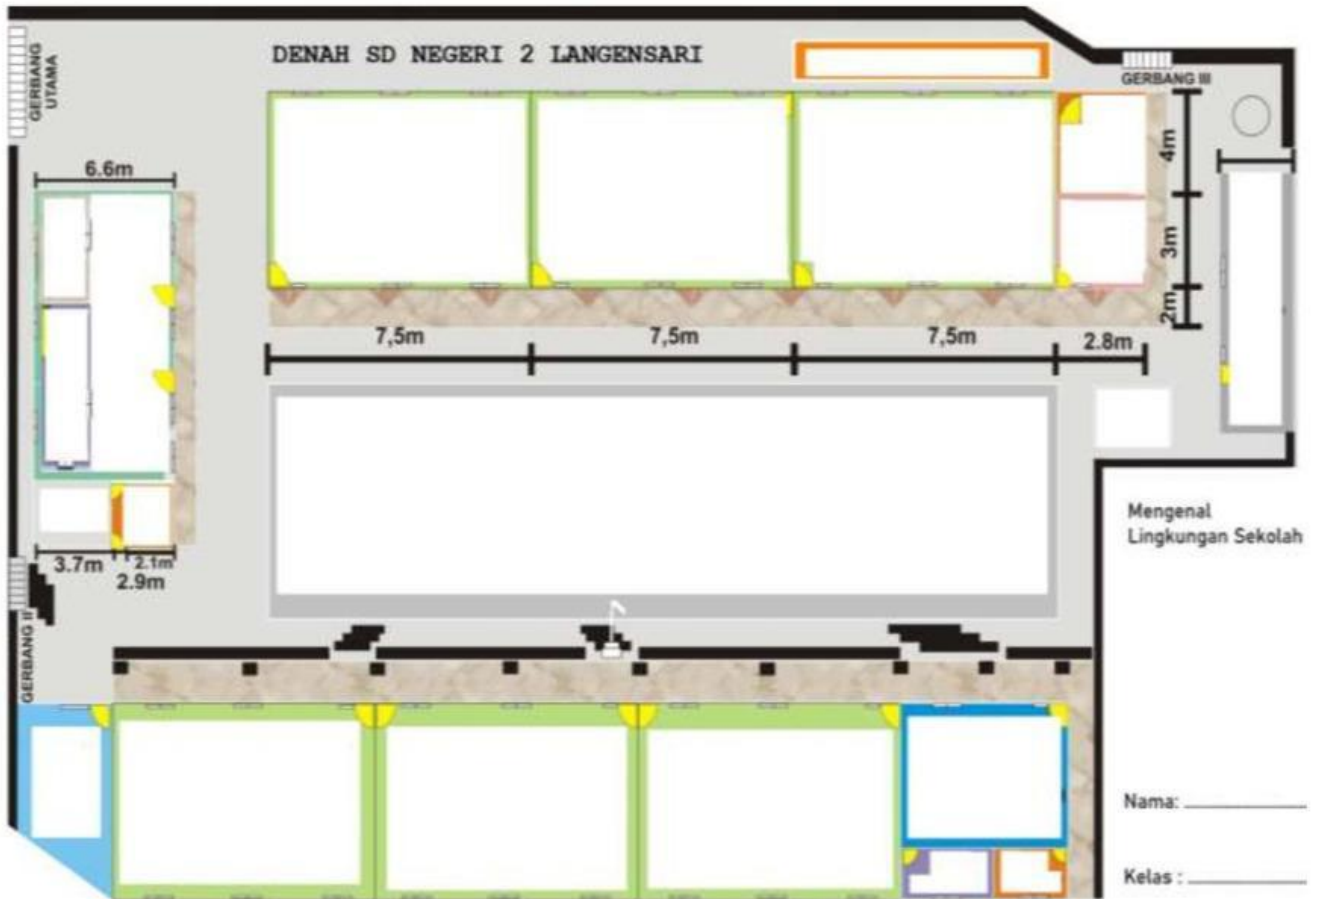 DENAH SD NEGERI 2 LANGENSARI
GERBANG
UTAMA
GERBANG III
6.6m
4m
3m
2m
7,5m
7,5m
7,5m
2.8m
3.7m
2.1m
2.9m
GERBANG II
Mengenal
Lingkungan Sekolah
Nama:
Kelas :